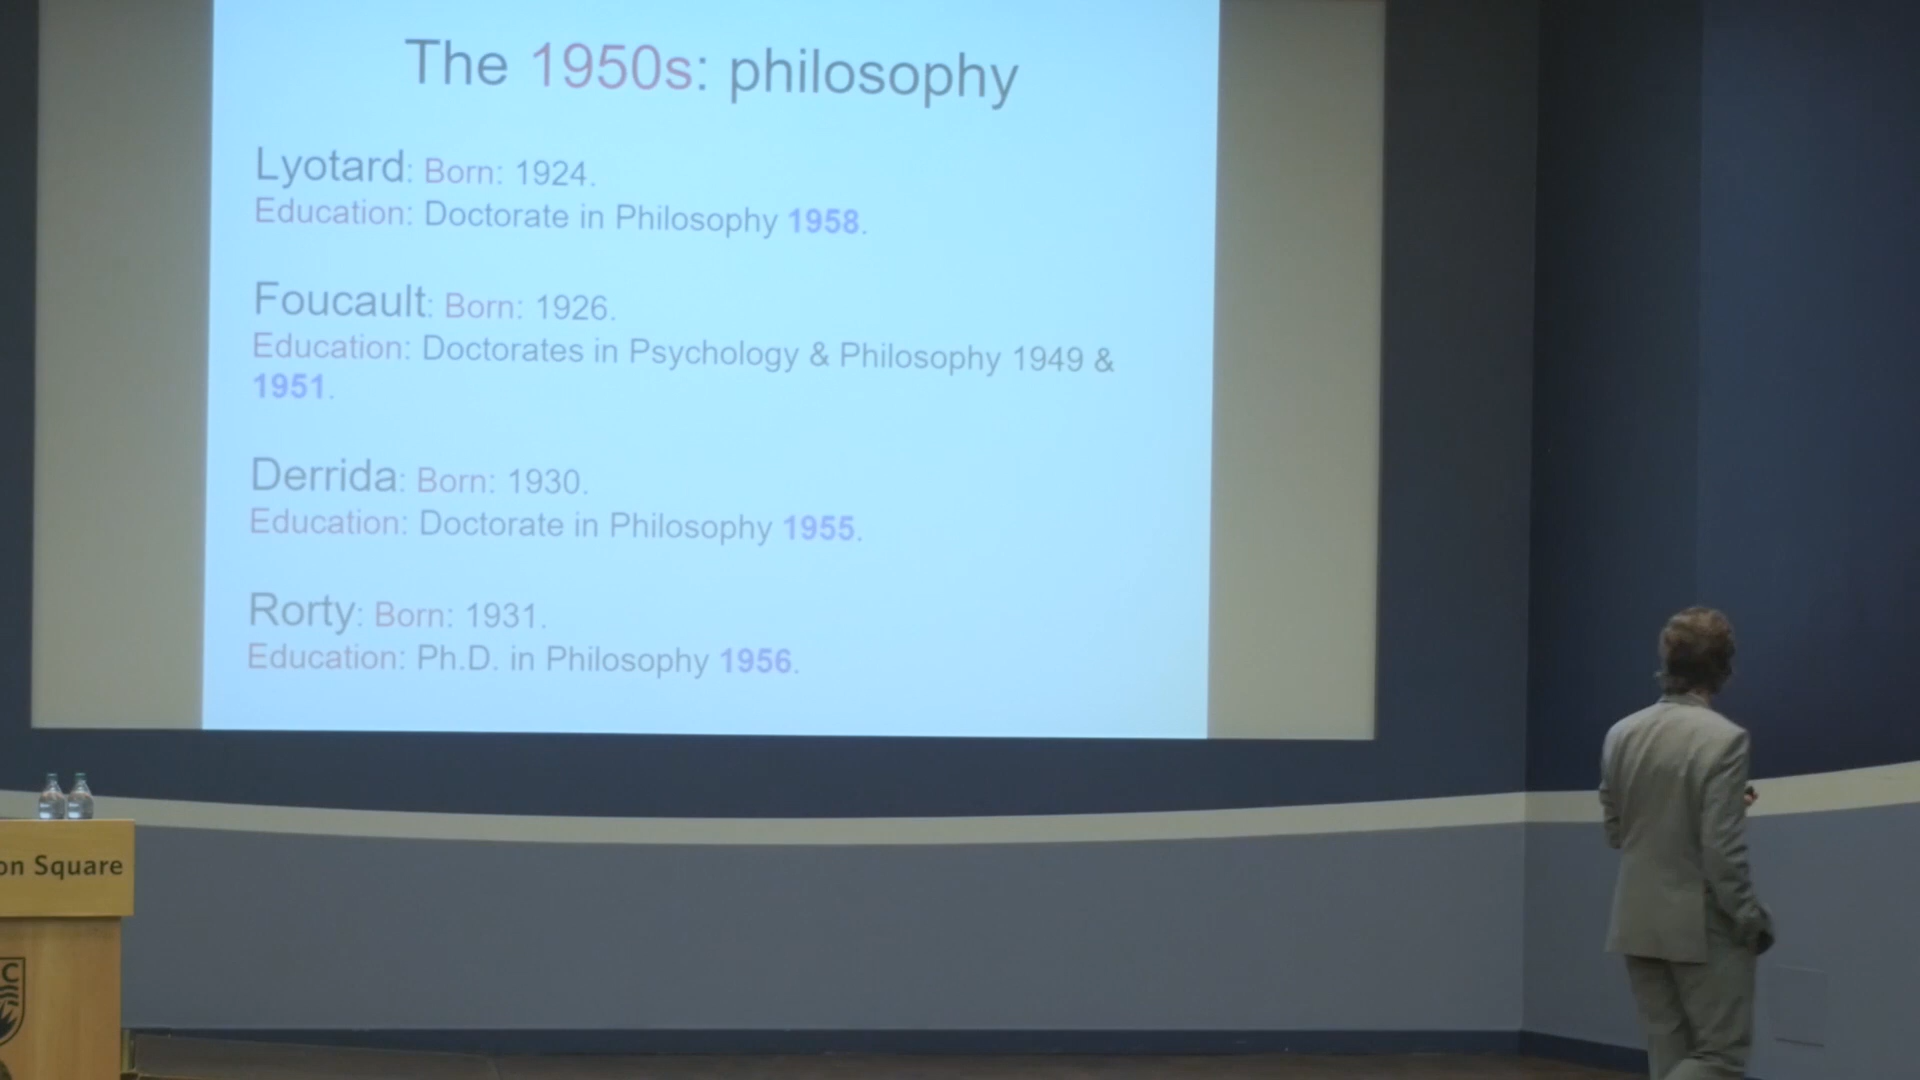 The 1950s: philosophy
Lyotard: Born: 1924.
Education: Doctorate in Philosophy 1958.
Foucault: Born: 1926.
Education: Doctorates in Psychology & Philosophy 1949 &
1951.
Derrida: Born: 1930.
Education: Doctorate in Philosophy 1955.
Rorty: Born: 1931.
Education: Ph.D. in Philosophy 1956.
on Square
C